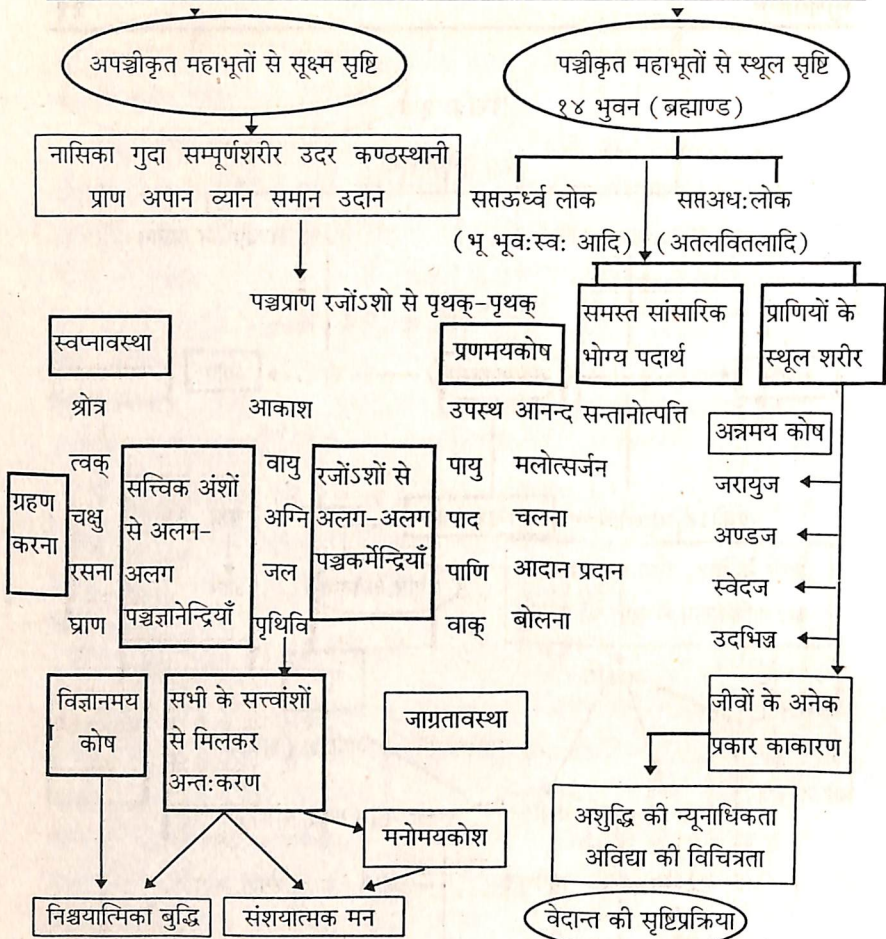 अपञ्चीकृत महाभूतों से सूक्ष्म सृष्टि
पञ्चीकृत महाभूतों से स्थूल सृष्टि
१४ भुवन (ब्रह्माण्ड)
नासिका गुदा सम्पूर्णशरीर उदर कण्ठस्थानी
प्राण अपान व्यान समान उदान
सप्तऊर्ध्व लोक
सप्तअधःलोक
(भू भूवःस्वः आदि)
(अतलवितलादि)
पञ्चप्राण रजोंऽशो से पृथक्-पृथक्
स्वप्नावस्था
प्रणमयकोष
समस्त सांसारिक
भोग्य पदार्थ
प्राणियों के
स्थूल शरीर
श्रोत्र
आकाश
उपस्थ आनन्द सन्तानोत्पत्ति
अन्नमय कोष
ग्रहण
करना
त्वक्
चक्षु
रसना
घ्राण
सत्त्विक अंशों
से अलग-
अलग
पञ्चज्ञानेन्द्रियाँ
वायु
अग्नि
जल
पृथिवि
रजोंऽशों से
अलग-अलग
पञ्चकर्मेन्द्रियाँ
पायु मलोत्सर्जन
पाद चलना
पाणि आदान प्रदान
वाक् बोलना
जरायुज
अण्डज
स्वेदज
उदभिज्ज
विज्ञानमय
कोष
सभी के सत्त्वांशों
से मिलकर
अन्तःकरण
जाग्रतावस्था
जीवों के अनेक
प्रकार काकारण
मनोमयकोश
अशुद्धि की न्यूनाधिकता
अविद्या की विचित्रता
निश्चयात्मिका बुद्धि
संशयात्मक मन
वेदान्त की सृष्टिप्रक्रिया